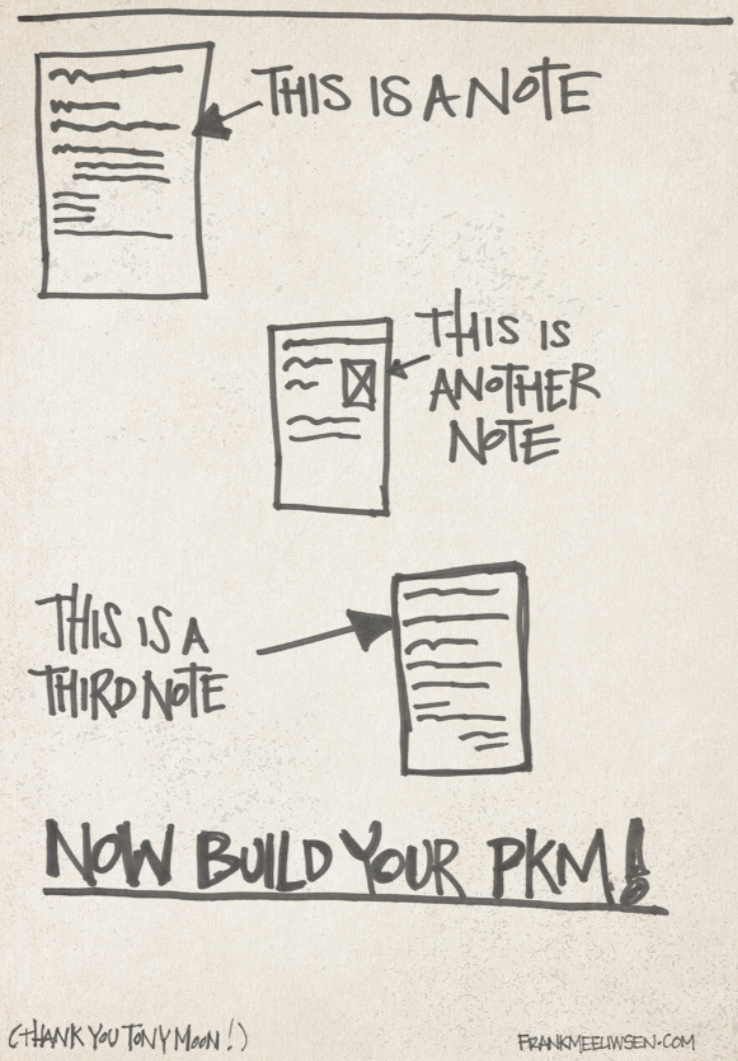 THIS IS A NOTE
THIS IS
ANOTHER
NOTE
THIS IS A
THIRD NOTE
NOW BUILD YOUR PKM!
(THANK YOU TONY MOON!)
FRANKMEEUWSEN.COM